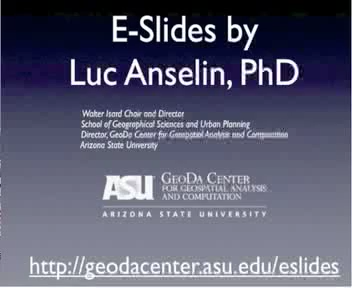 E-Slides by
Luc Anselin, PhD
Walter Isard Chair and Director
School of Geographical Sciences and Urban Planning
Director, GeoDa Center for Geospatial Analysis and Computation
Arizona State University
ASU GEODA CENTER
FOR GEOSPATIAL ANALYSIS
AND COMPUTATION
ARIZONA STATE UNIVERSITY
http://geodacenter.asu.edu/eslides